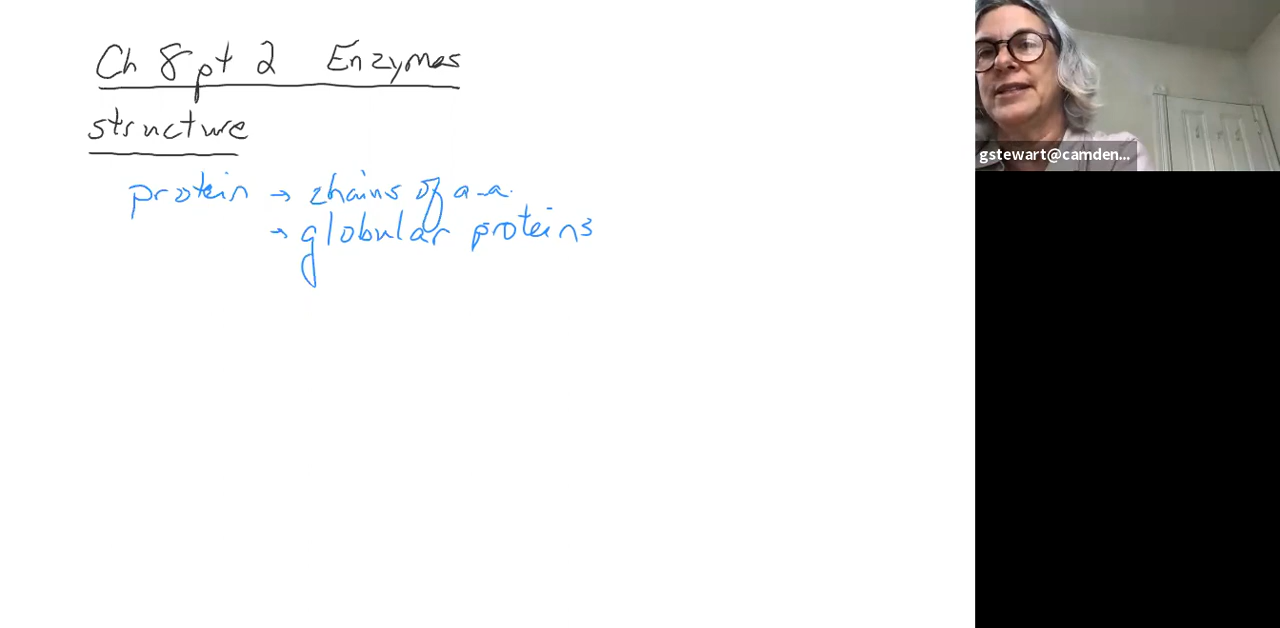 Ch 8 pt 2 Enzymes
structure
protein → chains of a-a.
→ globular proteins
gstewart@camden...